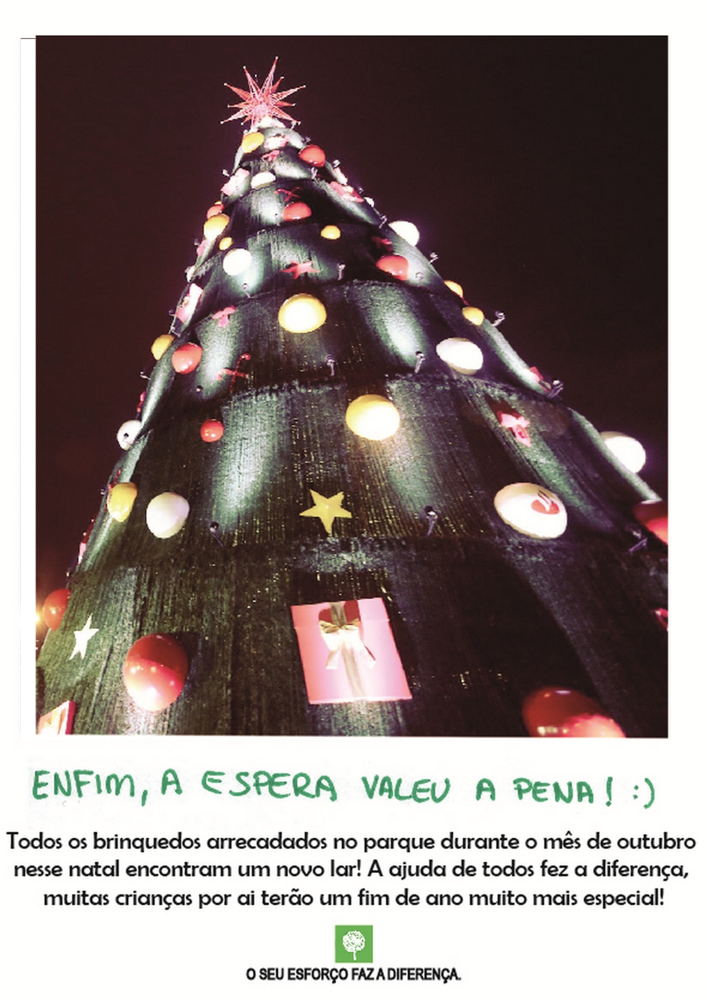 ENFIM, A ESPERA VALEU A PENA! :)
Todos os brinquedos arrecadados no parque durante o mês de outubro
nesse natal encontram um novo lar! A ajuda de todos fez a diferença,
muitas crianças por ai terão um fim de ano muito mais especial!
O SEU ESFORÇO FAZ A DIFERENÇA.